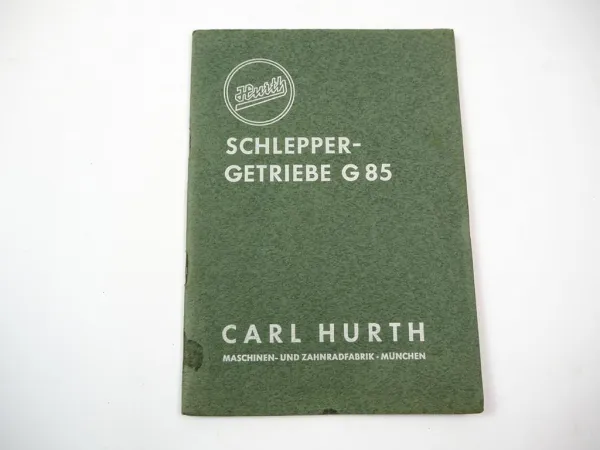 Hurth
SCHLEPPER-
GETRIEBE G 85
CARL HURTH
MASCHINEN- UND ZAHNRADFABRIK · MÜNCHEN